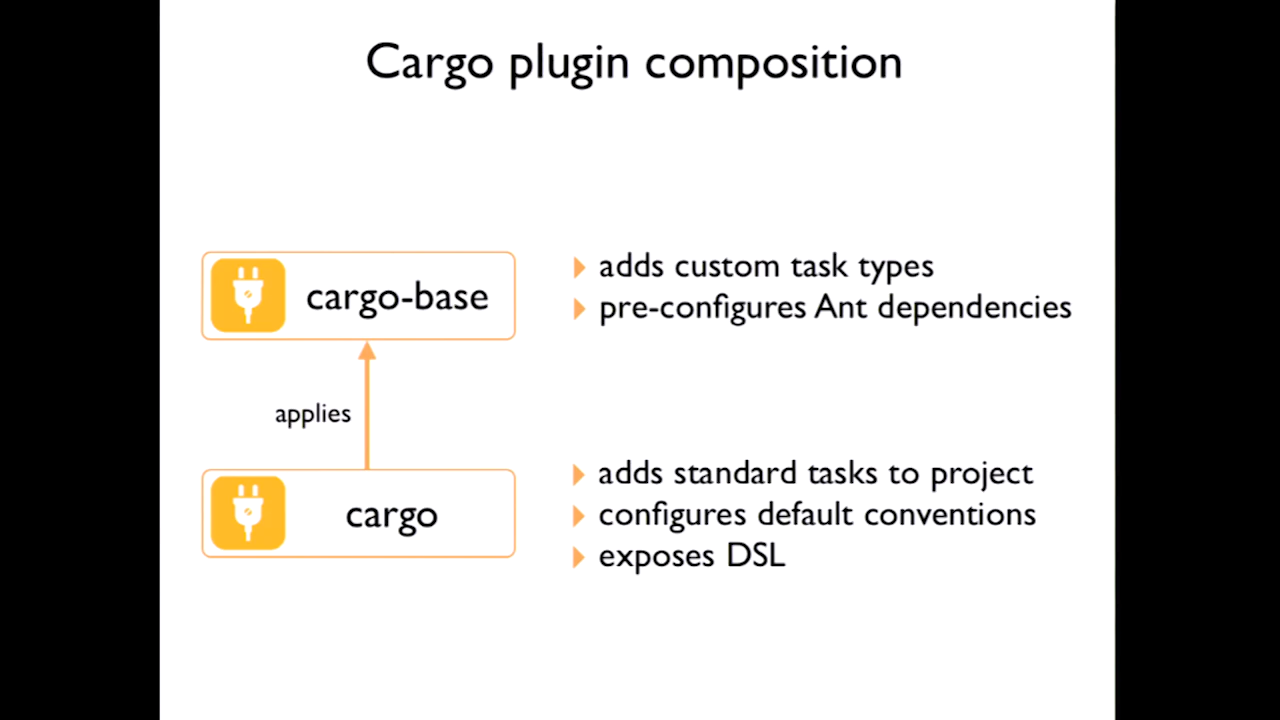 Cargo plugin composition
cargo-base
adds custom task types
pre-configures Ant dependencies
applies
cargo
adds standard tasks to project
configures default conventions
exposes DSL